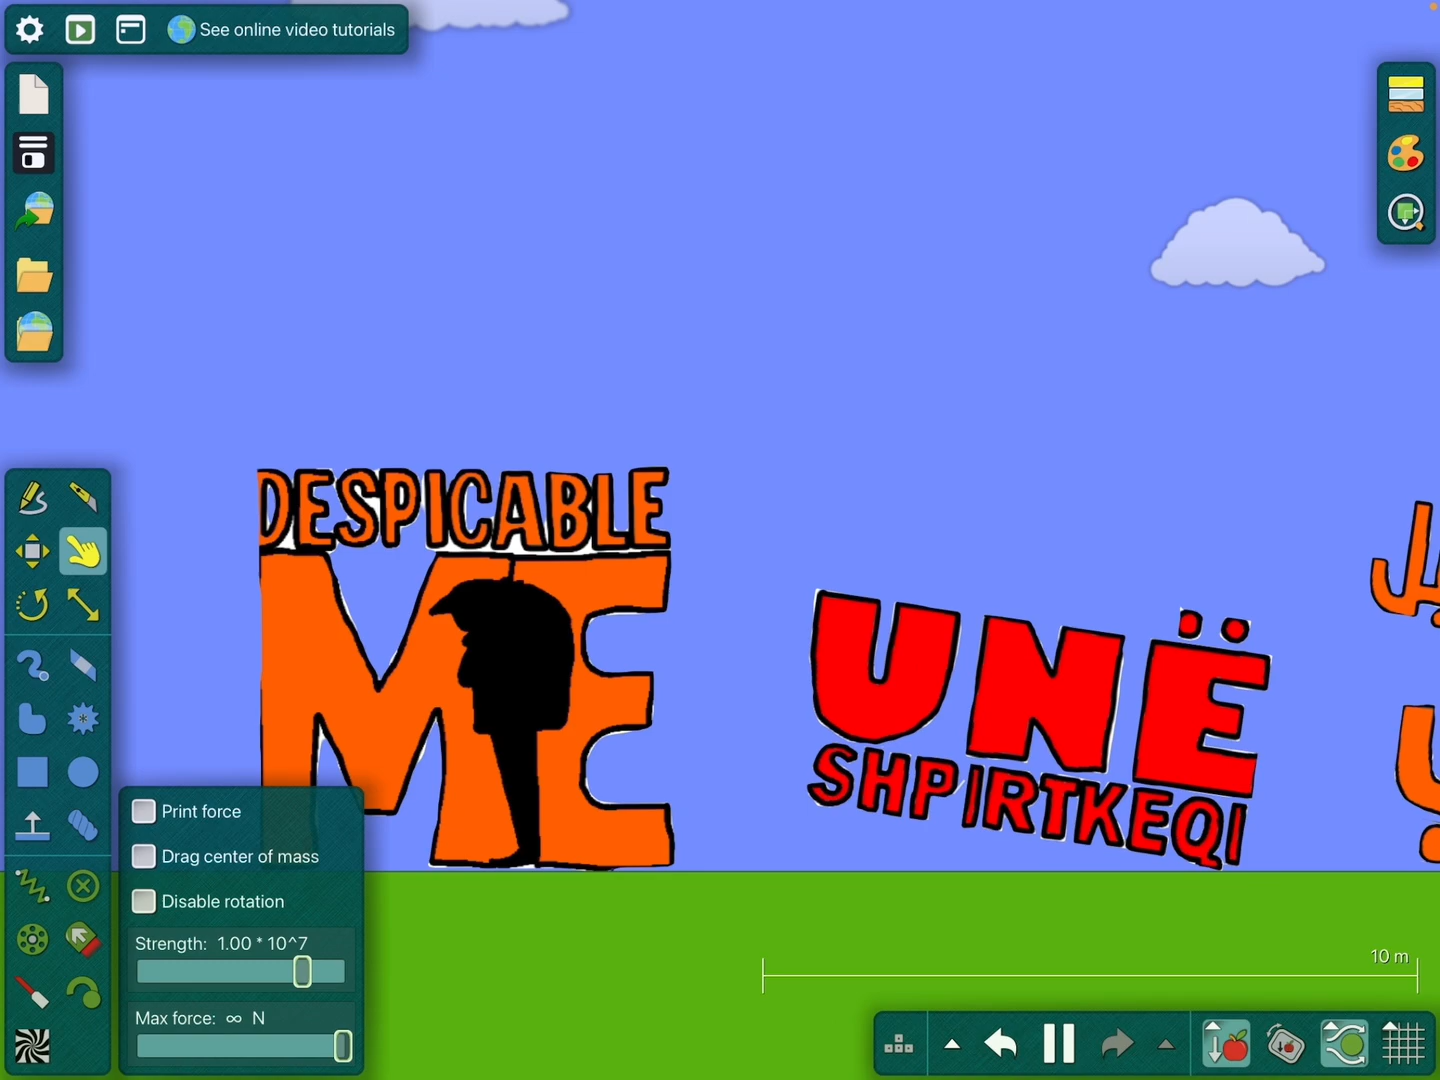 See online video tutorials
DESPICABLE
ME
UNË
SHPIRTKEQI
Print force
Drag center of mass
Disable rotation
Strength: 1.00 * 10^7
Max force: ∞ N
10 m